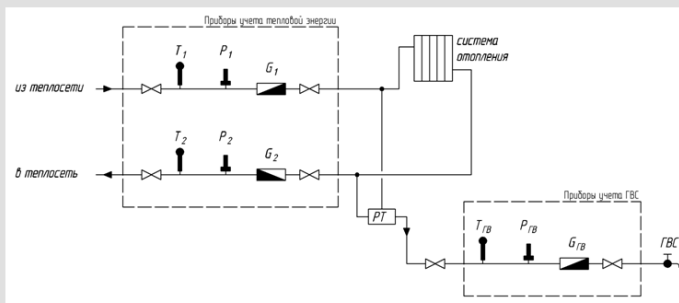 Приборы учета тепловой энергии
T1 P1 G1
система
отопления
из теплосети
T2 P2 G2
в теплосеть
РТ
Приборы учета ГВС
TГВ PГВ GГВ
ГВС